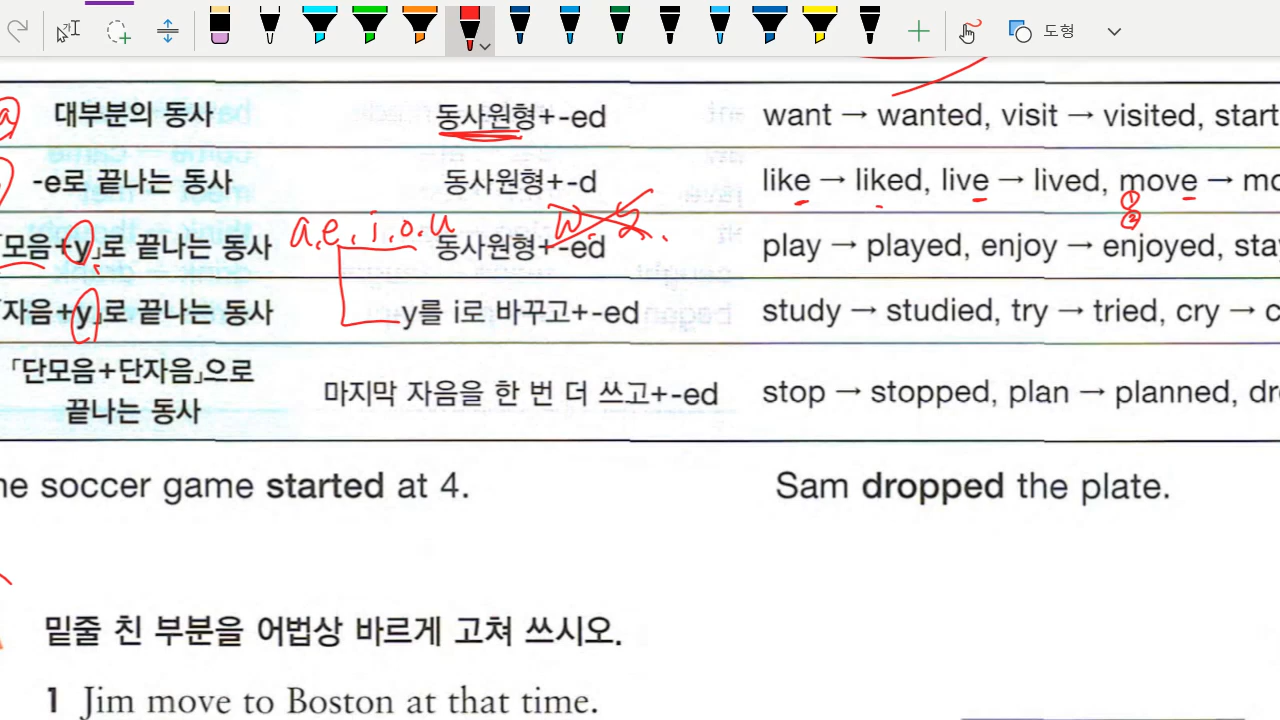 도형
대부분의 동사 동사원형+-ed want → wanted, visit → visited, start
-e로 끝나는 동사 동사원형+-d like → liked, live → lived, move → mo
①
②
a, e, i, o, u
「모음+y」로 끝나는 동사 동사원형+-ed play → played, enjoy → enjoyed, stay
「자음+y」로 끝나는 동사 y를 i로 바꾸고+-ed study → studied, try → tried, cry → c
「단모음+단자음」으로
끝나는 동사 마지막 자음을 한 번 더 쓰고+-ed stop → stopped, plan → planned, dro
he soccer game started at 4. Sam dropped the plate.
밑줄 친 부분을 어법상 바르게 고쳐 쓰시오.
1 Jim move to Boston at that time.